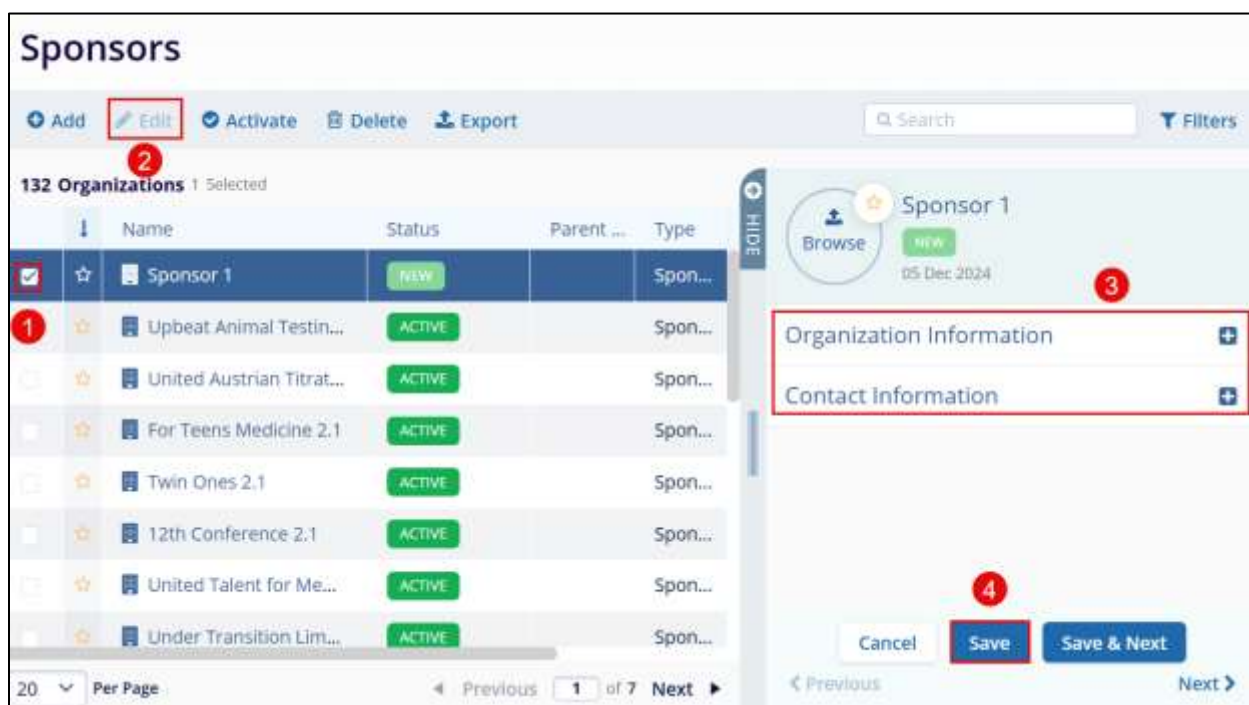 Sponsors
Add Edit Activate Delete Export Search Filters
2
132 Organizations 1 Selected
Name Status Parent ... Type
Sponsor 1 NEW Spon...
1
Upbeat Animal Testin... ACTIVE Spon...
United Austrian Titrat... ACTIVE Spon...
For Teens Medicine 2.1 ACTIVE Spon...
Twin Ones 2.1 ACTIVE Spon...
12th Conference 2.1 ACTIVE Spon...
United Talent for Me... ACTIVE Spon...
Under Transition Lim... ACTIVE Spon...
20 Per Page Previous 1 of 7 Next
HIDE
Browse
Sponsor 1
NEW
05 Dec 2024
3
Organization Information
Contact Information
4
Cancel Save Save & Next
Previous Next